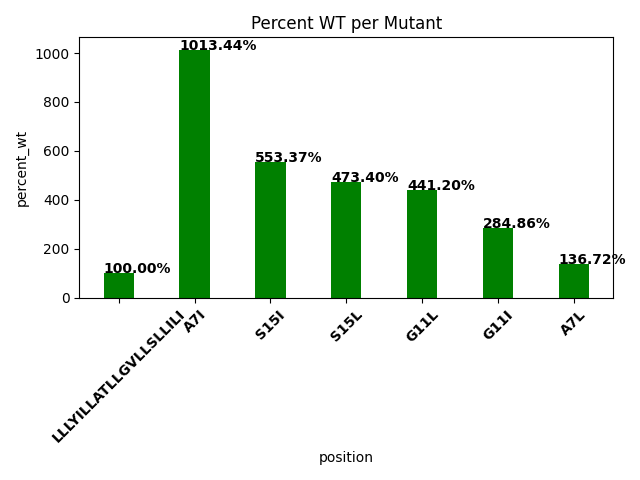 Percent WT per Mutant
percent_wt
1000
800
600
400
200
0
100.00%
1013.44%
553.37%
473.40%
441.20%
284.86%
136.72%
LLLYILLATLLGVLLSLLILI
A7I
S15I
S15L
G11L
G11I
A7L
position